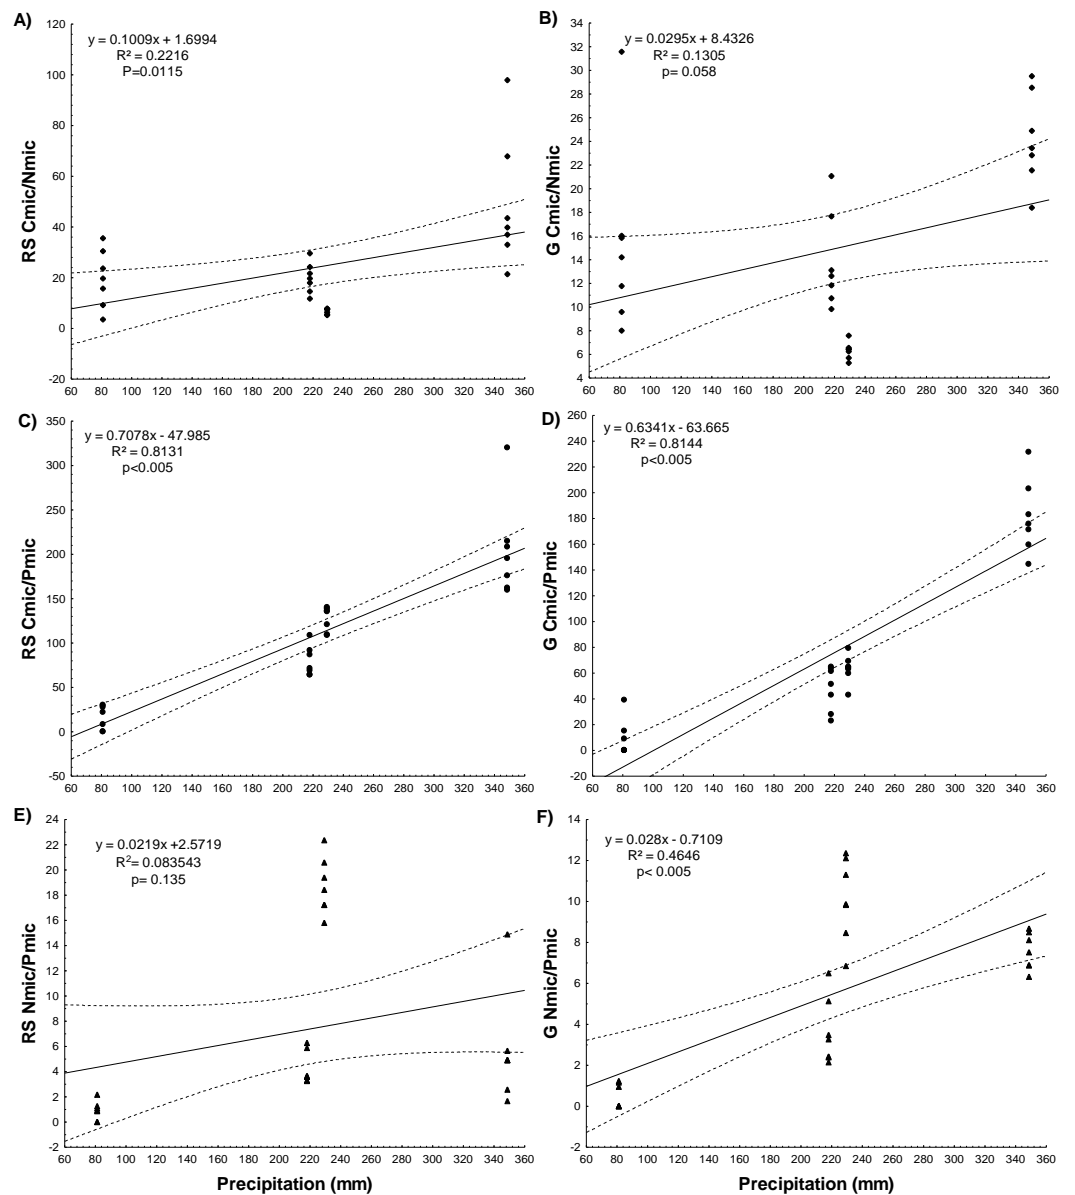 A)
y = 0.1009x + 1.6994
R² = 0.2216
P=0.0115
RS Cmic/Nmic
120
100
80
60
40
20
0
-20
60 80 100 120 140 160 180 200 220 240 260 280 300 320 340 360
B)
y = 0.0295x + 8.4326
R² = 0.1305
p= 0.058
G Cmic/Nmic
34
32
30
28
26
24
22
20
18
16
14
12
10
8
6
4
60 80 100 120 140 160 180 200 220 240 260 280 300 320 340 360
C)
y = 0.7078x - 47.985
R² = 0.8131
p<0.005
RS Cmic/Pmic
350
300
250
200
150
100
50
0
-50
60 80 100 120 140 160 180 200 220 240 260 280 300 320 340 360
D)
y = 0.6341x - 63.665
R² = 0.8144
p<0.005
G Cmic/Pmic
260
240
220
200
180
160
140
120
100
80
60
40
20
0
-20
60 80 100 120 140 160 180 200 220 240 260 280 300 320 340 360
E)
y = 0.0219x +2.5719
R²= 0.083543
p= 0.135
RS Nmic/Pmic
24
22
20
18
16
14
12
10
8
6
4
2
0
-2
60 80 100 120 140 160 180 200 220 240 260 280 300 320 340 360
Precipitation (mm)
F)
y = 0.028x - 0.7109
R² = 0.4646
p< 0.005
G Nmic/Pmic
14
12
10
8
6
4
2
0
-2
60 80 100 120 140 160 180 200 220 240 260 280 300 320 340 360
Precipitation (mm)